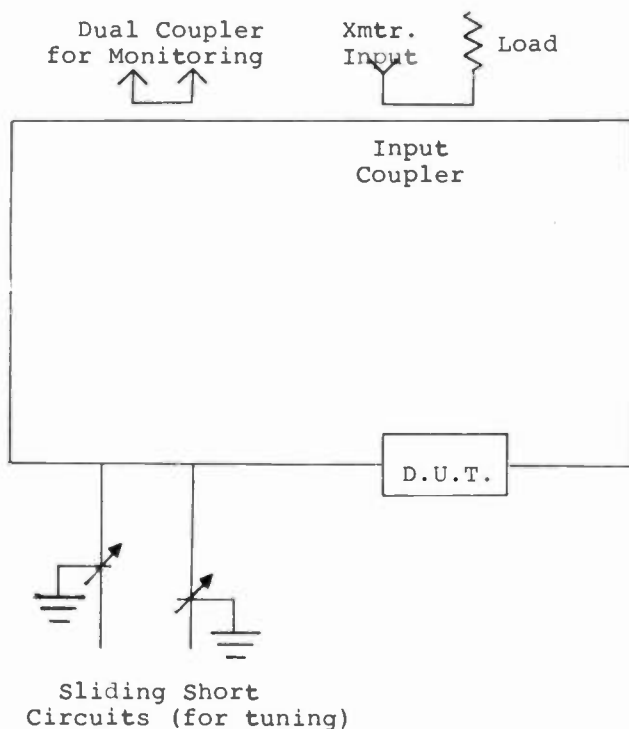 Dual Coupler
for Monitoring
Xmtr.
Input
Load
Input
Coupler
D.U.T.
Sliding Short
Circuits (for tuning)